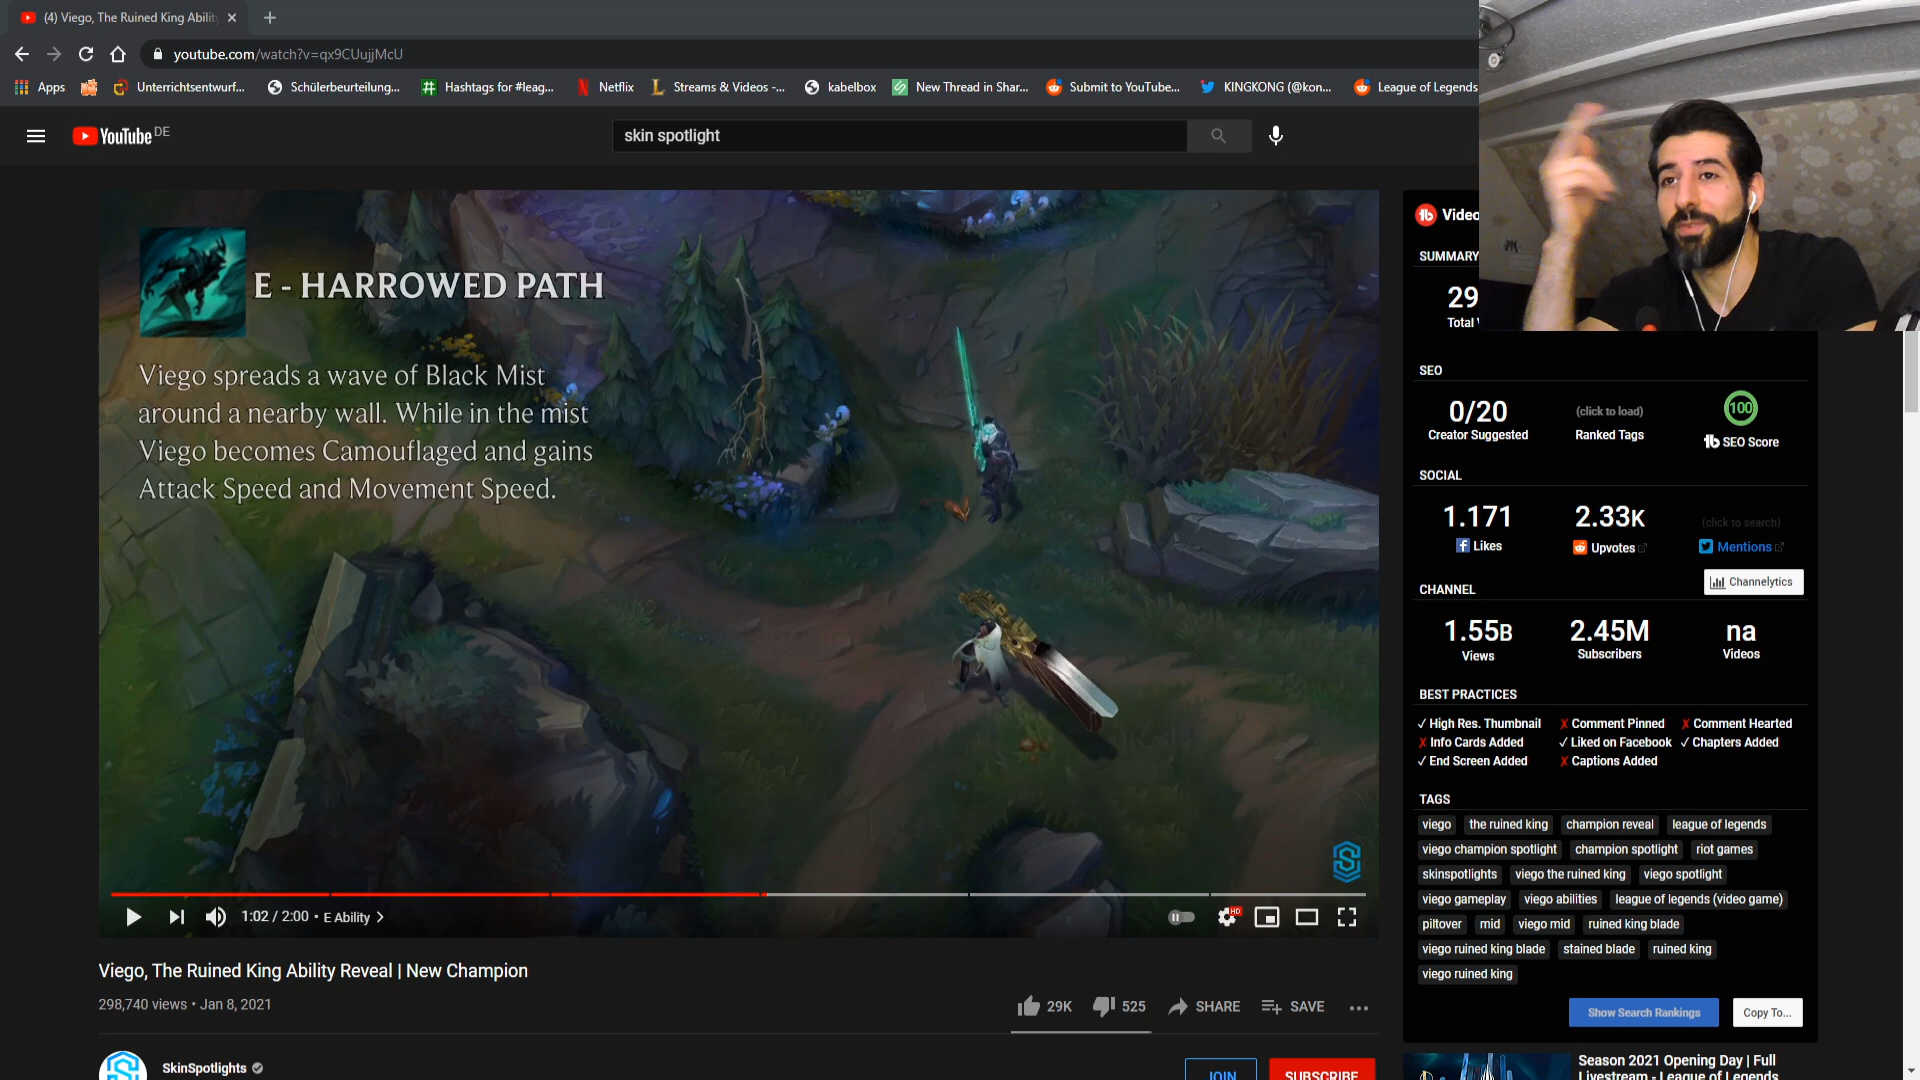 (4) Viego, The Ruined King Ability
youtube.com/watch?v=qx9CUujjMcU
Apps
Unterrichtsentwurf...
Schülerbeurteilung...
Hashtags for #leag...
Netflix
Streams & Videos -...
kabelbox
New Thread in Shar...
Submit to YouTube...
KINGKONG (@kon...
League of Legends
YouTube DE
skin spotlight
E - HARROWED PATH
Viego spreads a wave of Black Mist
around a nearby wall. While in the mist
Viego becomes Camouflaged and gains
Attack Speed and Movement Speed.
1:02 / 2:00 • E Ability
HD
Viego, The Ruined King Ability Reveal | New Champion
298,740 views • Jan 8, 2021
29K
525
SHARE
SAVE
SkinSpotlights
JOIN
SUBSCRIBE
Video
SUMMARY
29
Total
SEO
0/20
Creator Suggested
(click to load)
Ranked Tags
100
SEO Score
SOCIAL
1.171
Likes
2.33K
Upvotes
(click to search)
Mentions
Channelytics
CHANNEL
1.55B
Views
2.45M
Subscribers
na
Videos
BEST PRACTICES
✓ High Res. Thumbnail ✗ Comment Pinned ✗ Comment Hearted
✗ Info Cards Added ✓ Liked on Facebook ✓ Chapters Added
✓ End Screen Added ✗ Captions Added
TAGS
viego the ruined king champion reveal league of legends
viego champion spotlight champion spotlight riot games
skinspotlights viego the ruined king viego spotlight
viego gameplay viego abilities league of legends (video game)
piltover mid viego mid ruined king blade
viego ruined king blade stained blade ruined king
viego ruined king
Show Search Rankings
Copy To...
Season 2021 Opening Day | Full
Livestream - League of Legends